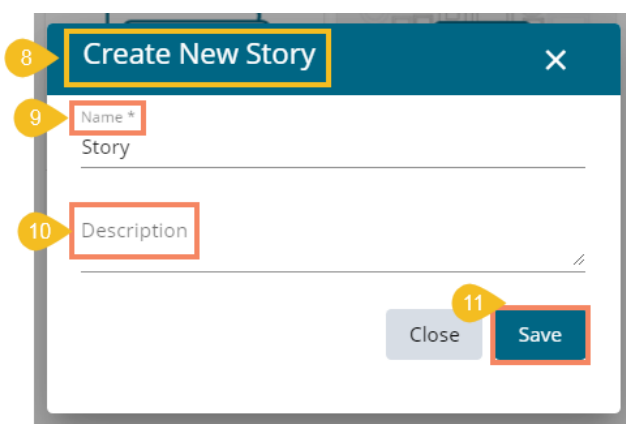 8 Create New Story ×
9 Name *
Story
10 Description
11
Close Save